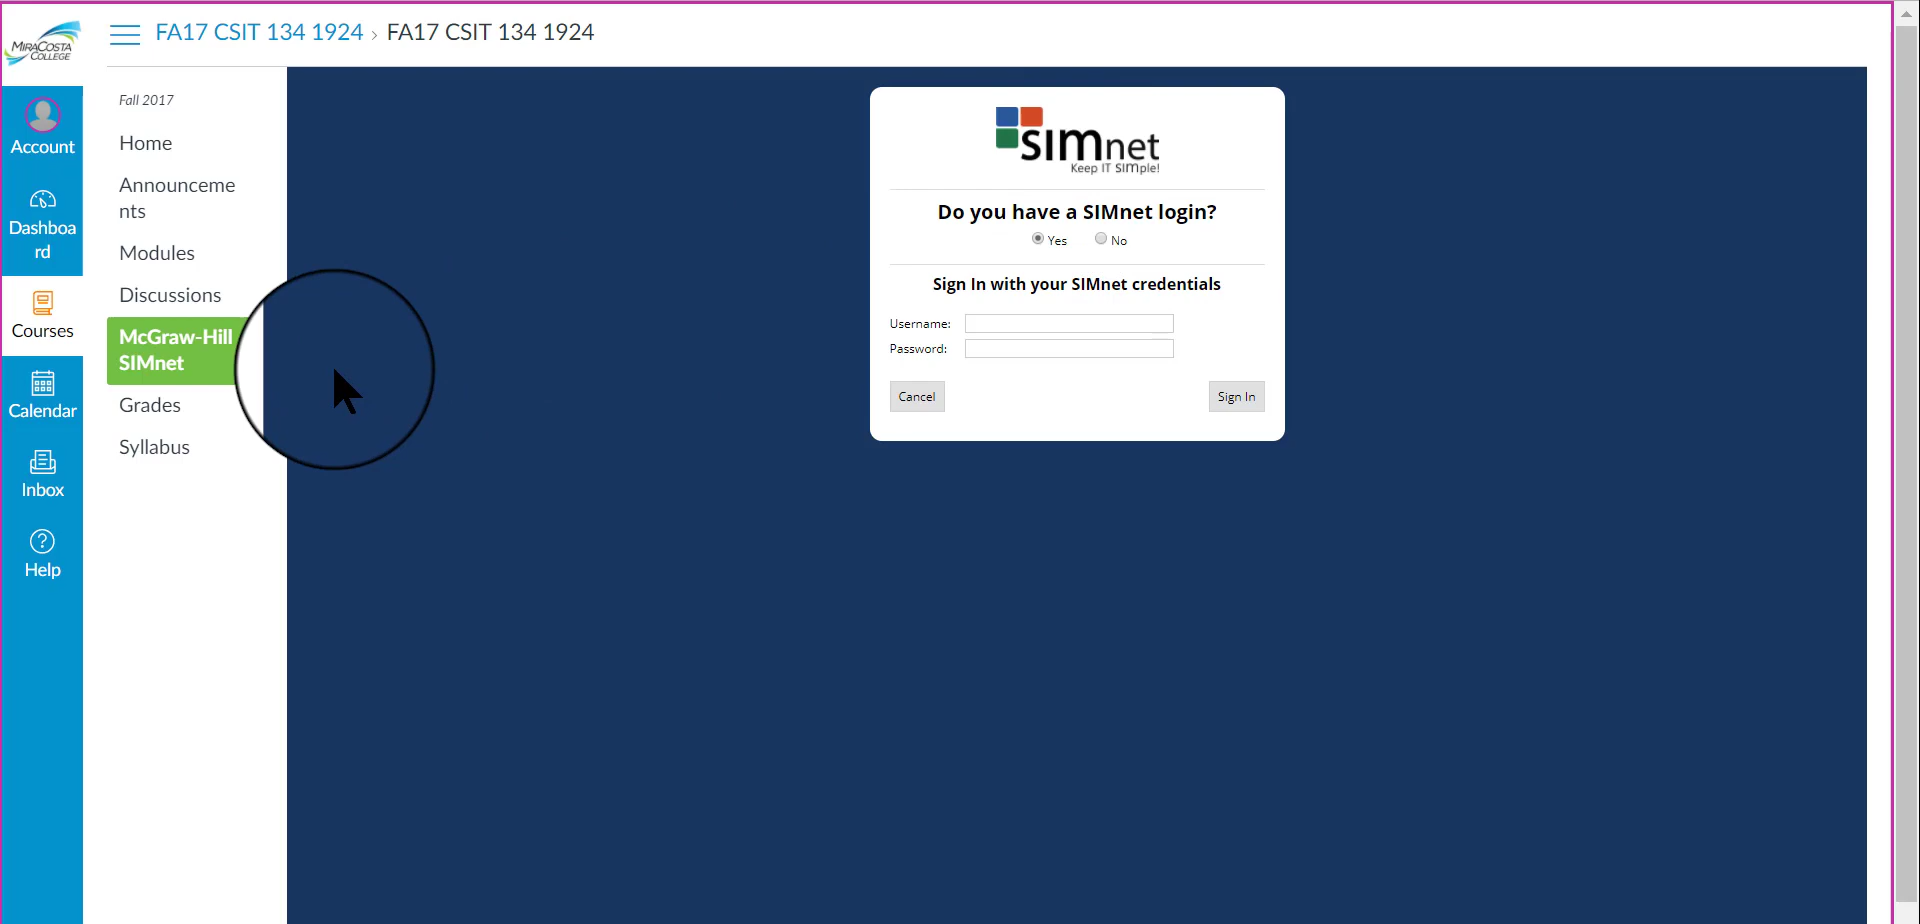 MIRACOSTA
COLLEGE
FA17 CSIT 134 1924 › FA17 CSIT 134 1924
Account
Dashboa
rd
Courses
Calendar
Inbox
Help
Fall 2017
Home
Announceme
nts
Modules
Discussions
McGraw-Hill
SIMnet
Grades
Syllabus
SIMnet
Keep IT SIMple!
Do you have a SIMnet login?
Yes No
Sign In with your SIMnet credentials
Username:
Password:
Cancel Sign In